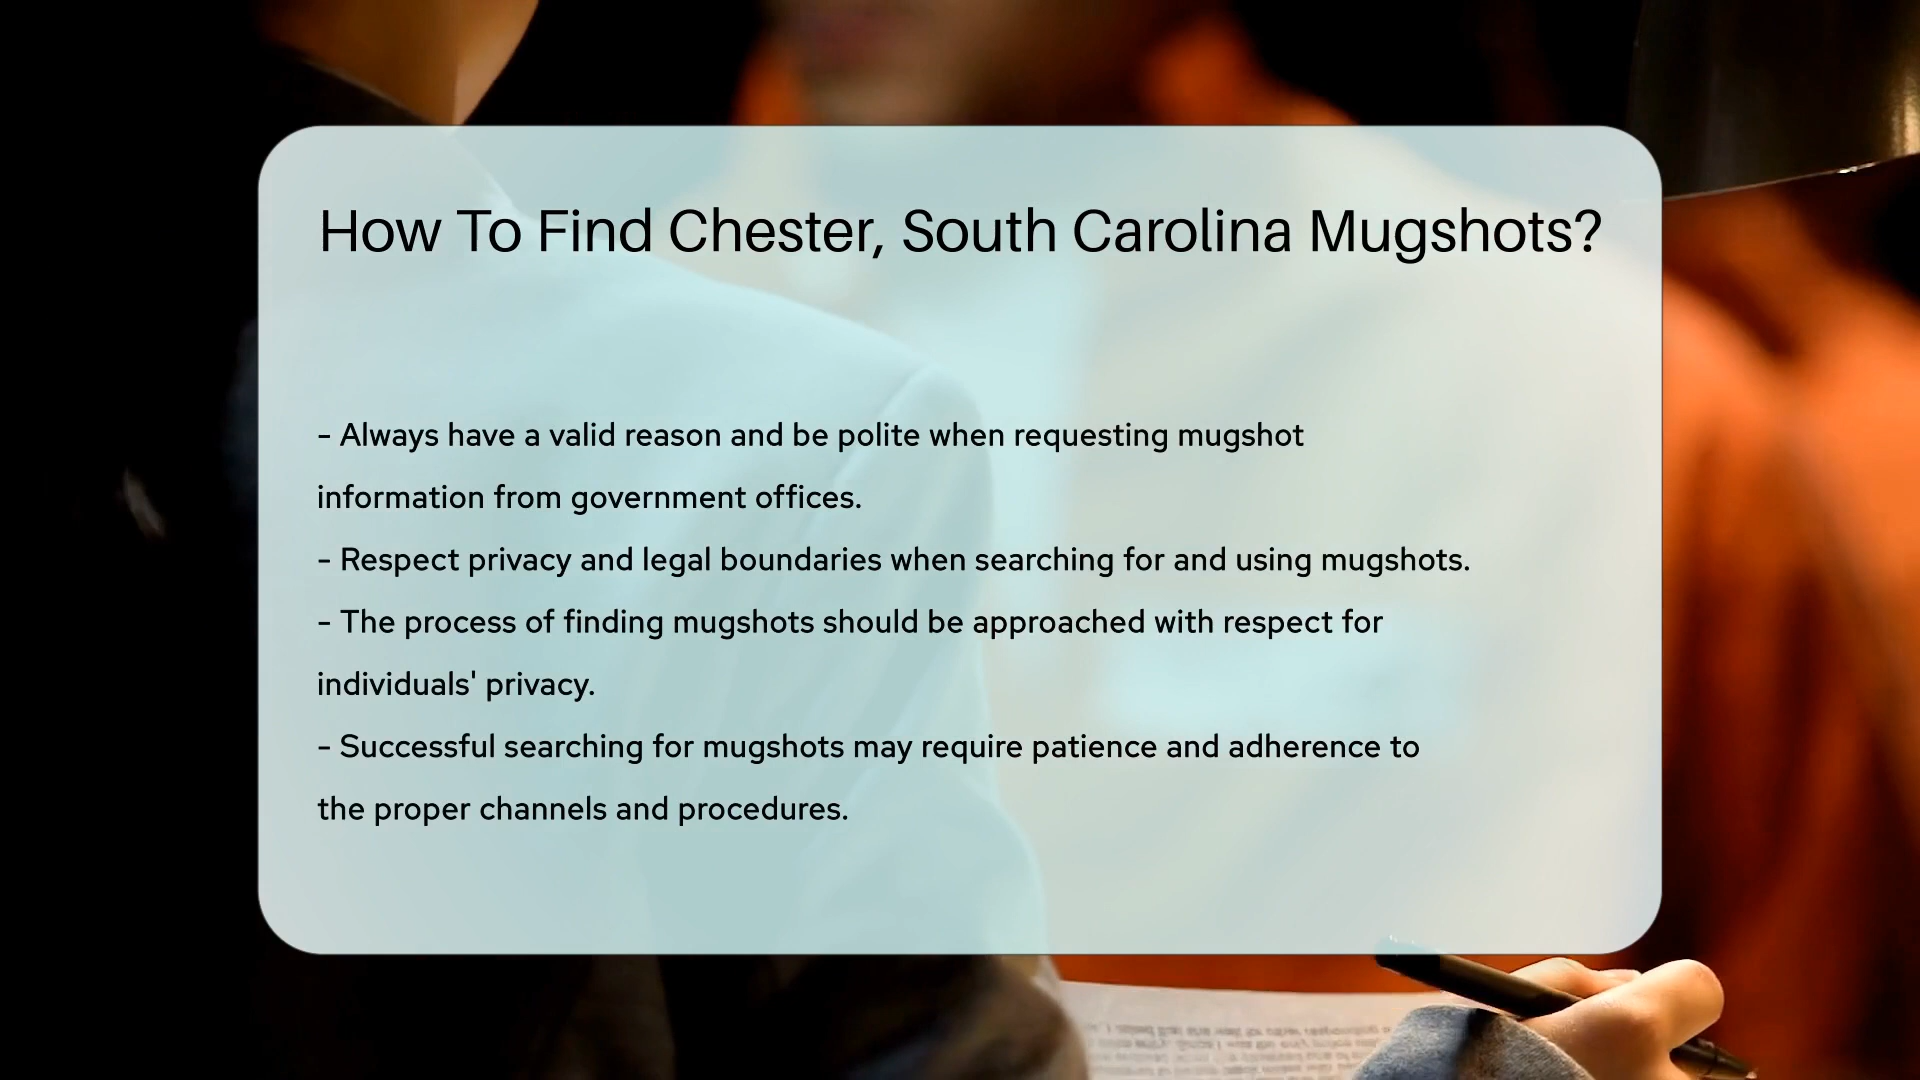 How To Find Chester, South Carolina Mugshots?
- Always have a valid reason and be polite when requesting mugshot
information from government offices.
- Respect privacy and legal boundaries when searching for and using mugshots.
- The process of finding mugshots should be approached with respect for
individuals' privacy.
- Successful searching for mugshots may require patience and adherence to
the proper channels and procedures.